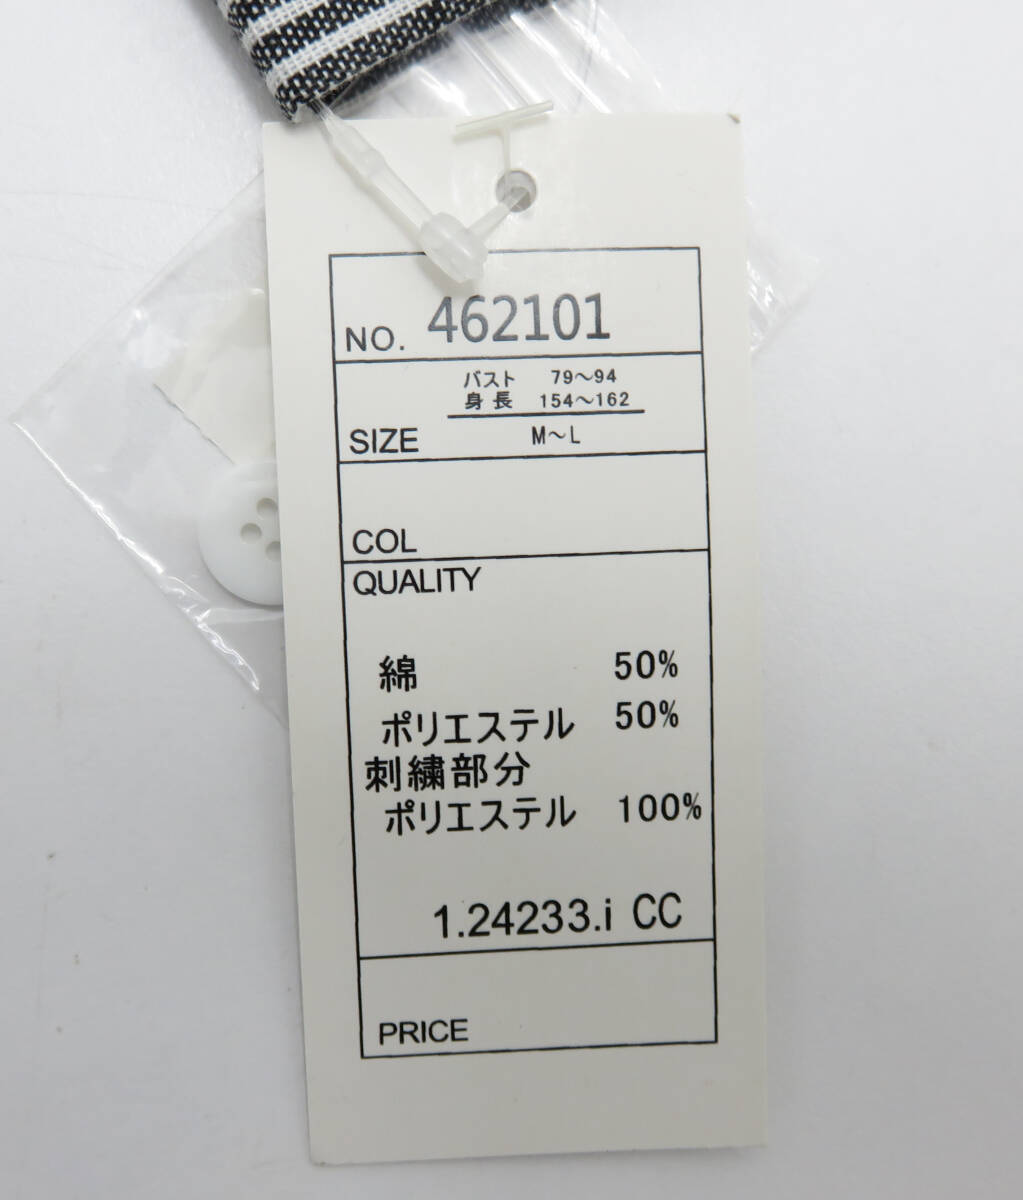 NO. 462101
バスト 79～94
身長 154～162
SIZE M～L
COL
QUALITY
綿 50%
ポリエステル 50%
刺繍部分
ポリエステル 100%
1.24233.i CC
PRICE